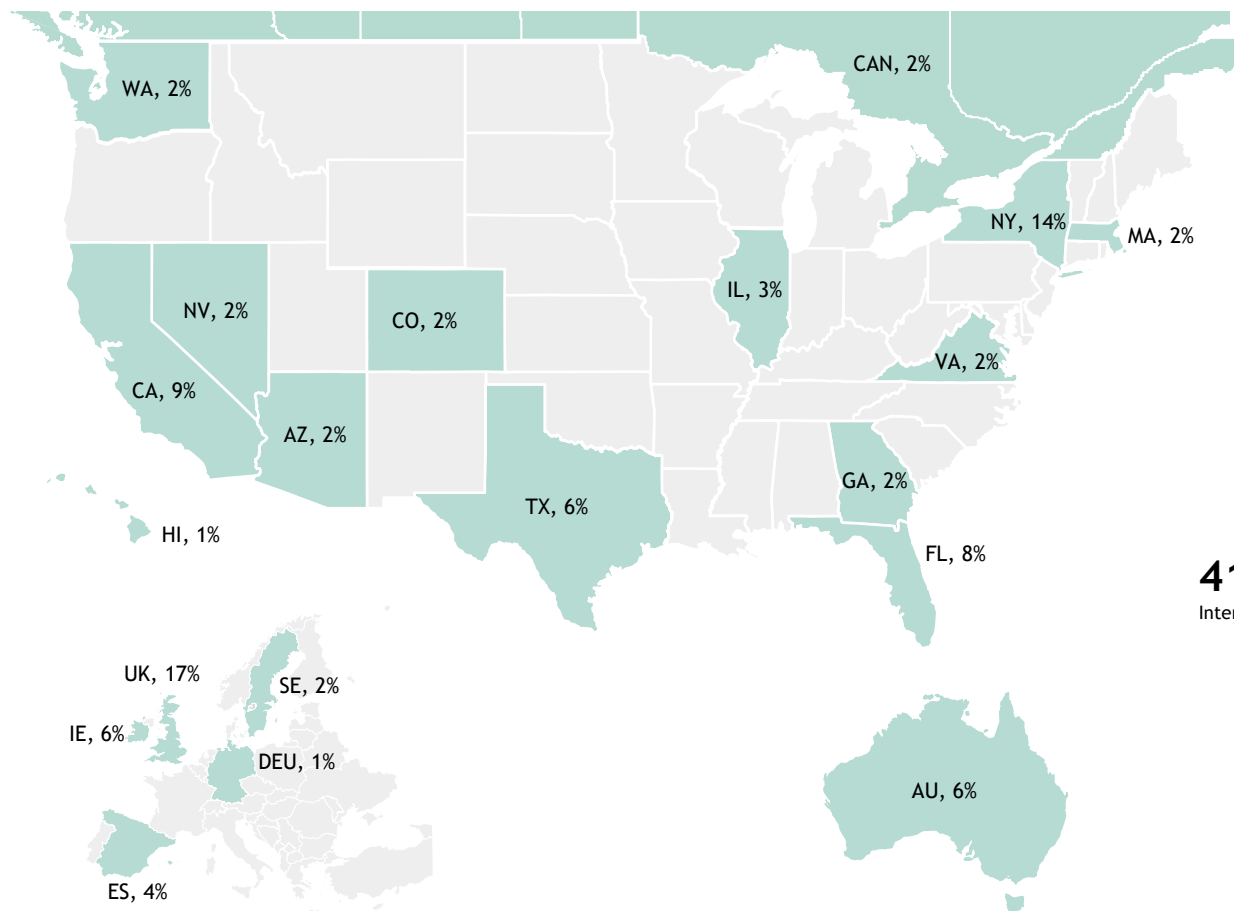 CAN, 2%
WA, 2%
NY, 14%
MA, 2%
IL, 3%
NV, 2%
CO, 2%
VA, 2%
CA, 9%
AZ, 2%
GA, 2%
TX, 6%
HI, 1%
FL, 8%
41
Inter
UK, 17%
SE, 2%
IE, 6%
DEU, 1%
AU, 6%
ES, 4%